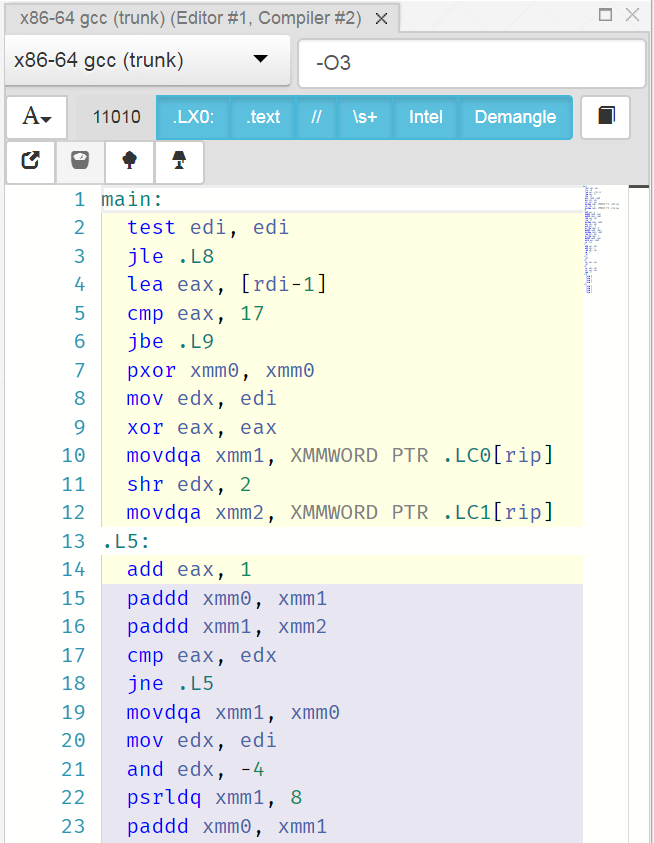 x86-64 gcc (trunk) (Editor #1, Compiler #2)
x86-64 gcc (trunk) -O3
A 11010 .LX0: .text // \s+ Intel Demangle
1 main:
2 test edi, edi
3 jle .L8
4 lea eax, [rdi-1]
5 cmp eax, 17
6 jbe .L9
7 pxor xmm0, xmm0
8 mov edx, edi
9 xor eax, eax
10 movdqa xmm1, XMMWORD PTR .LC0[rip]
11 shr edx, 2
12 movdqa xmm2, XMMWORD PTR .LC1[rip]
13 .L5:
14 add eax, 1
15 paddd xmm0, xmm1
16 paddd xmm1, xmm2
17 cmp eax, edx
18 jne .L5
19 movdqa xmm1, xmm0
20 mov edx, edi
21 and edx, -4
22 psrldq xmm1, 8
23 paddd xmm0, xmm1